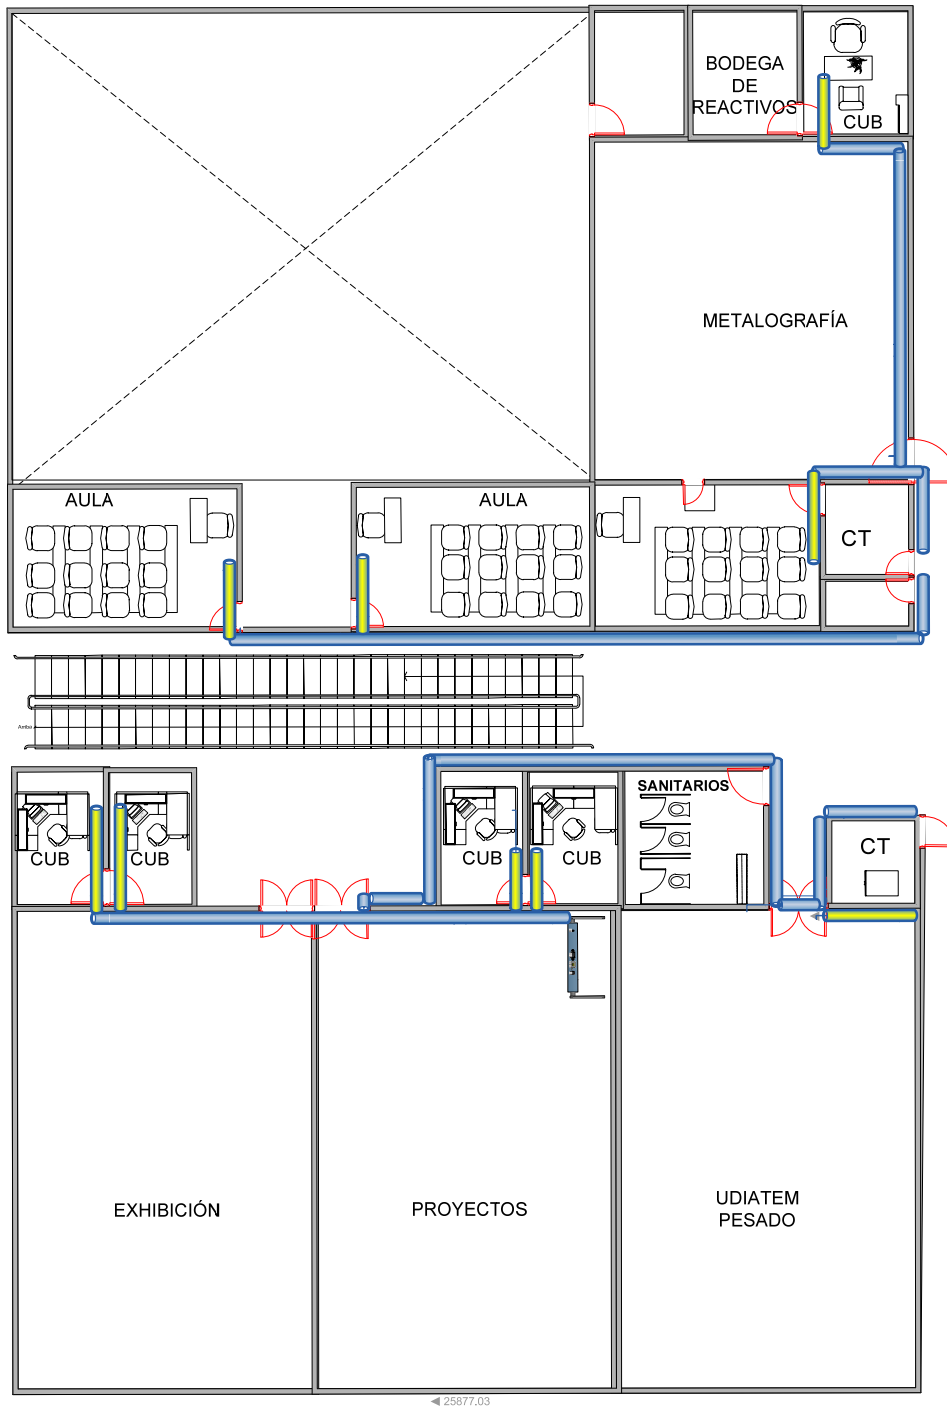 BODEGA
DE
REACTIVOS
CUB
METALOGRAFÍA
AULA
AULA
CT
Arriba
SANITARIOS
CUB
CUB
CUB
CUB
CT
EXHIBICIÓN
PROYECTOS
UDIATEM
PESADO
25877.03